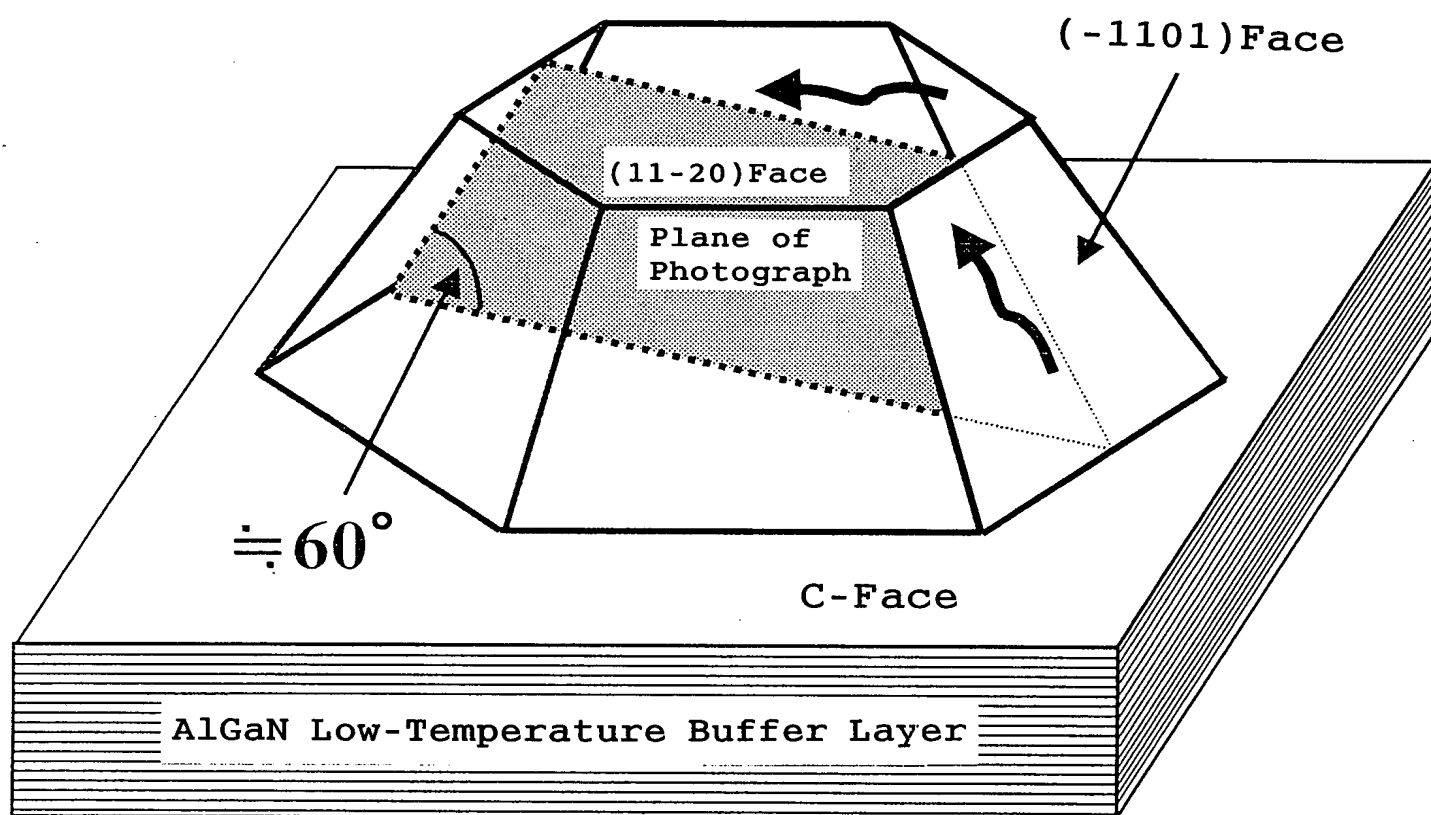 (-1101)Face
(11-20)Face
Plane of
Photograph
≒60°
C-Face
AlGaN Low-Temperature Buffer Layer